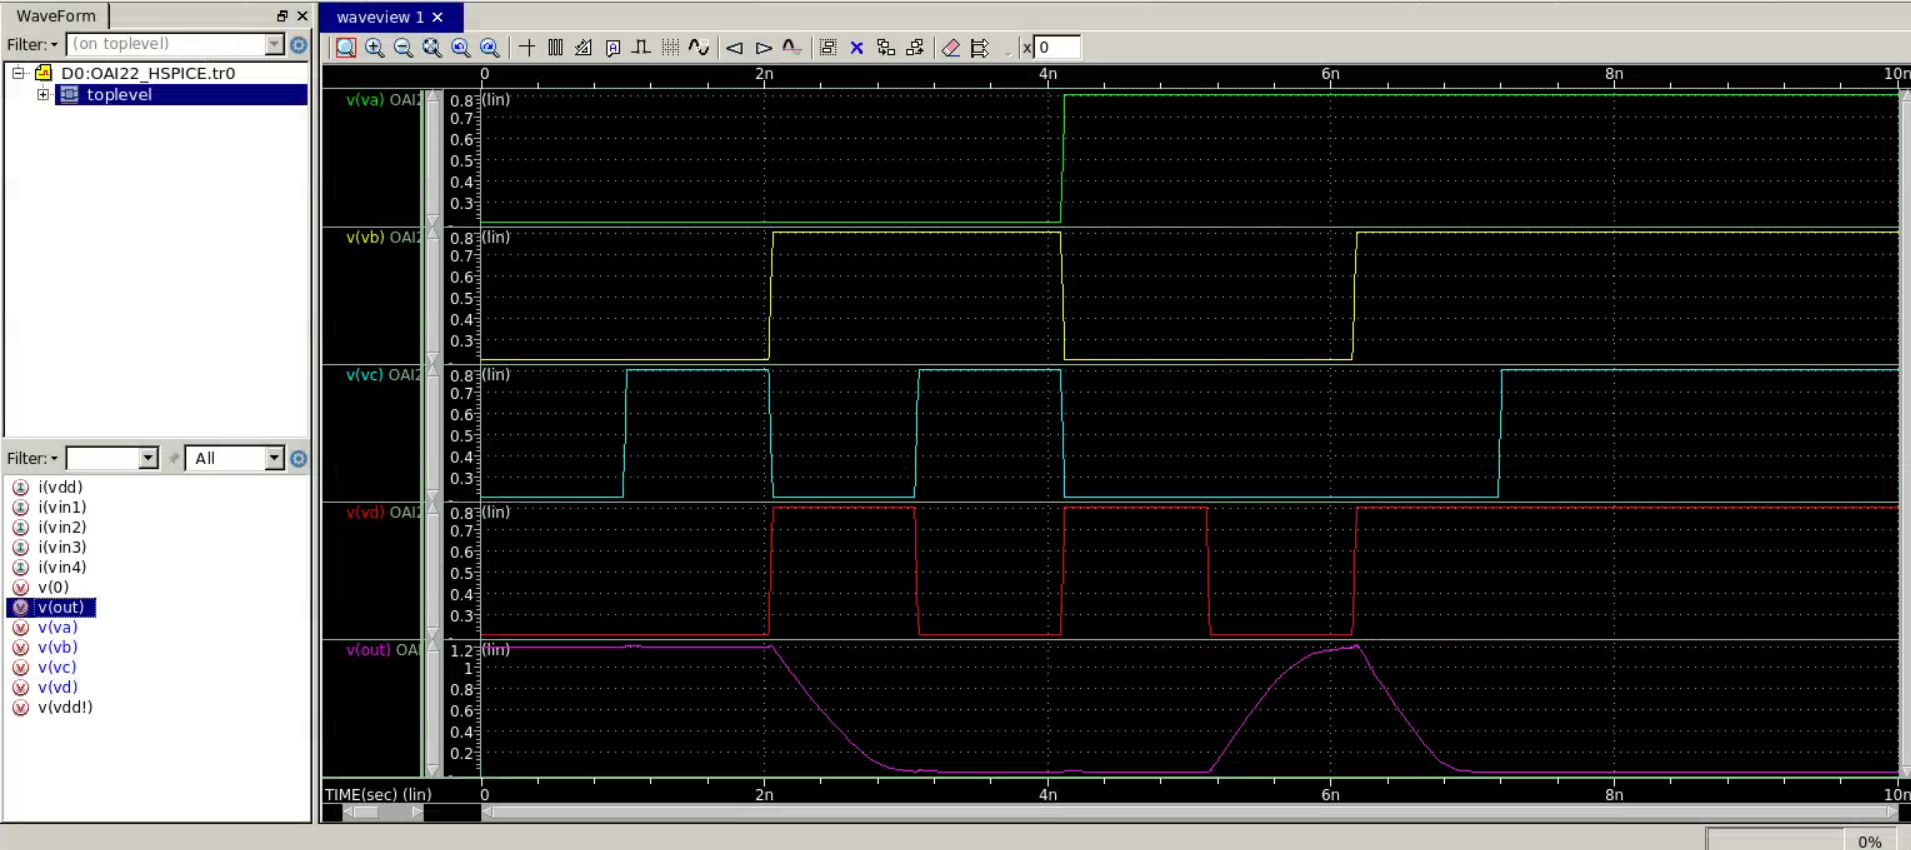 WaveForm
Filter: (on toplevel)
D0:OAI22_HSPICE.tr0
toplevel
Filter: All
i(vdd)
i(vin1)
i(vin2)
i(vin3)
i(vin4)
v(0)
v(out)
v(va)
v(vb)
v(vc)
v(vd)
v(vdd!)
waveview 1
x 0
0 2n 4n 6n 8n 10n
v(va) OAI2 0.8 (lin)
0.7
0.6
0.5
0.4
0.3
v(vb) OAI2 0.8 (lin)
0.7
0.6
0.5
0.4
0.3
v(vc) OAI2 0.8 (lin)
0.7
0.6
0.5
0.4
0.3
v(vd) OAI2 0.8 (lin)
0.7
0.6
0.5
0.4
0.3
v(out) OAI 1.2 (lin)
1
0.8
0.6
0.4
0.2
TIME(sec) (lin) 0 2n 4n 6n 8n 10n
0%